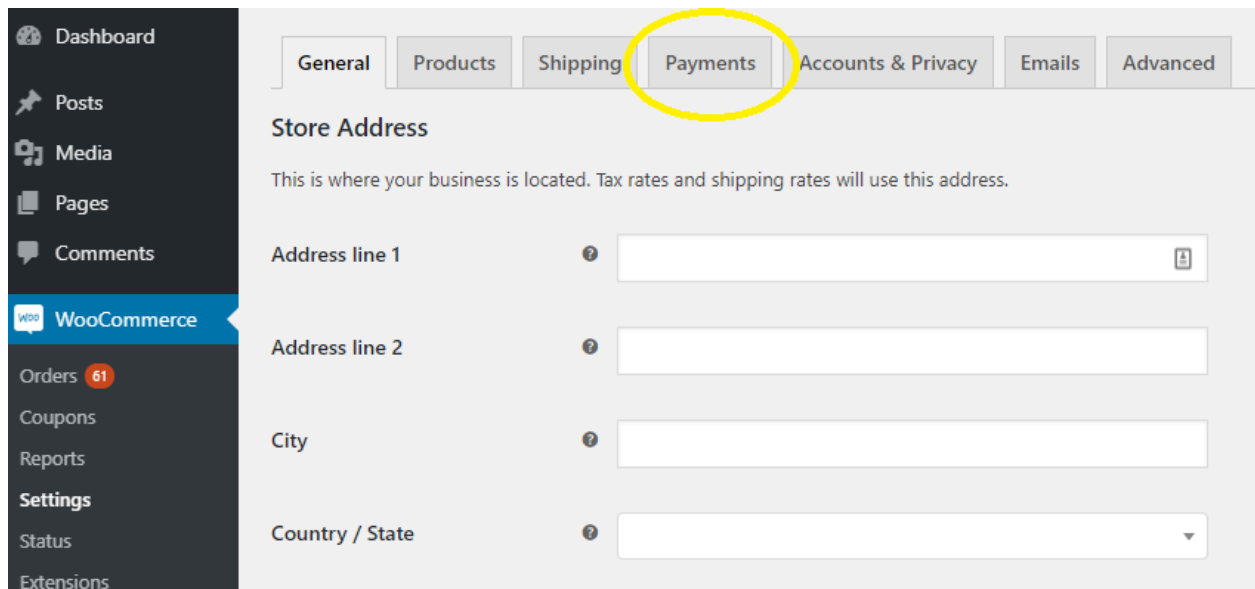 Dashboard
Posts
Media
Pages
Comments
WOO WooCommerce
Orders 61
Coupons
Reports
Settings
Status
Extensions
General Products Shipping Payments Accounts & Privacy Emails Advanced
Store Address
This is where your business is located. Tax rates and shipping rates will use this address.
Address line 1
Address line 2
City
Country / State